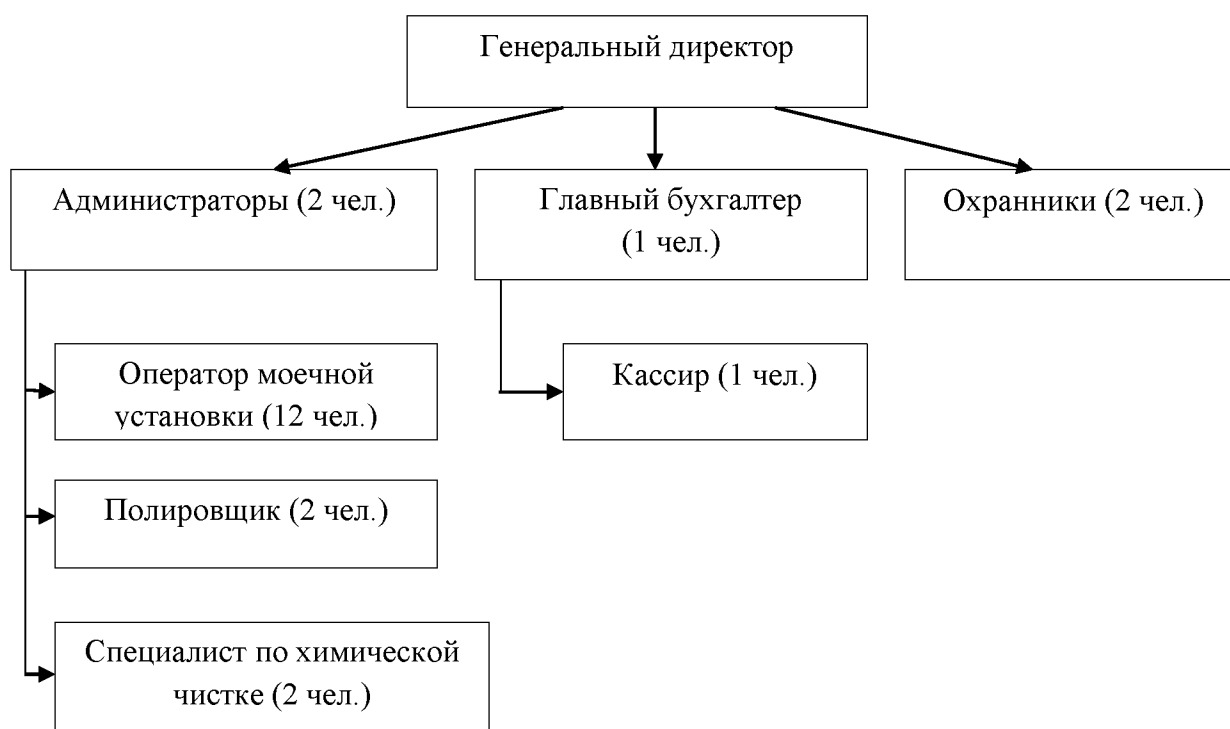 Генеральный директор
Администраторы (2 чел.)
Главный бухгалтер
(1 чел.)
Охранники (2 чел.)
Оператор моечной
установки (12 чел.)
Кассир (1 чел.)
Полировщик (2 чел.)
Специалист по химической
чистке (2 чел.)